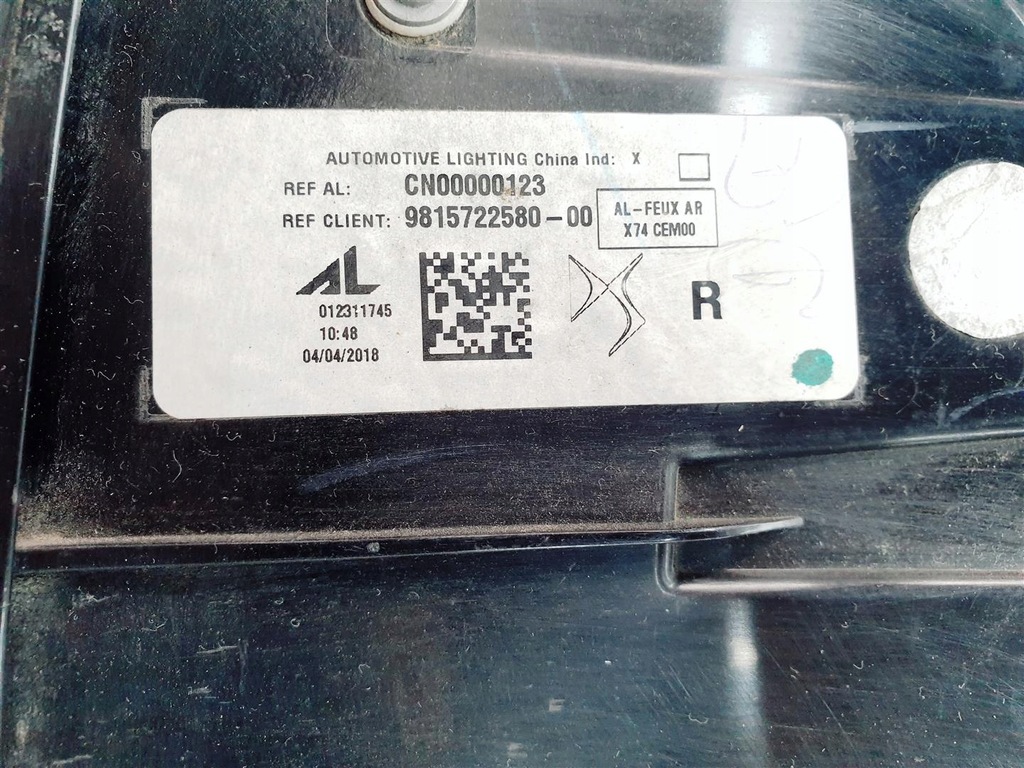 AUTOMOTIVE LIGHTING China Ind: X
REF AL: CN00000123
REF CLIENT: 9815722580-00
AL-FEUX AR
X74 CEM00
AL
012311745
10:48
04/04/2018
R